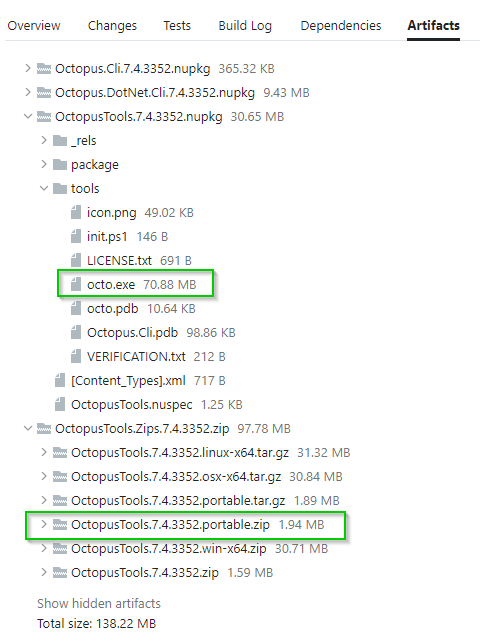 Overview Changes Tests Build Log Dependencies Artifacts
Octopus.Cli.7.4.3352.nupkg 365.32 KB
Octopus.DotNet.Cli.7.4.3352.nupkg 9.43 MB
OctopusTools.7.4.3352.nupkg 30.65 MB
_rels
package
tools
icon.png 49.02 KB
init.ps1 146 B
LICENSE.txt 691 B
octo.exe 70.88 MB
octo.pdb 10.64 KB
Octopus.Cli.pdb 98.86 KB
VERIFICATION.txt 212 B
[Content_Types].xml 717 B
OctopusTools.nuspec 1.25 KB
OctopusTools.Zips.7.4.3352.zip 97.78 MB
OctopusTools.7.4.3352.linux-x64.tar.gz 31.32 MB
OctopusTools.7.4.3352.osx-x64.tar.gz 30.84 MB
OctopusTools.7.4.3352.portable.tar.gz 1.89 MB
OctopusTools.7.4.3352.portable.zip 1.94 MB
OctopusTools.7.4.3352.win-x64.zip 30.71 MB
OctopusTools.7.4.3352.zip 1.59 MB
Show hidden artifacts
Total size: 138.22 MB